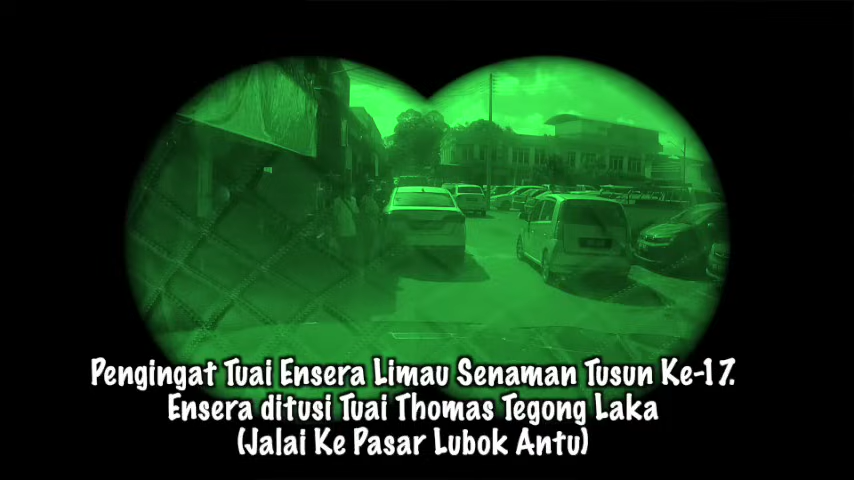 Pengingat Tuai Ensera Limau Senaman Tusun Ke-17.
Ensera ditusi Tuai Thomas Tegong Laka
(Jalai Ke Pasar Lubok Antu)